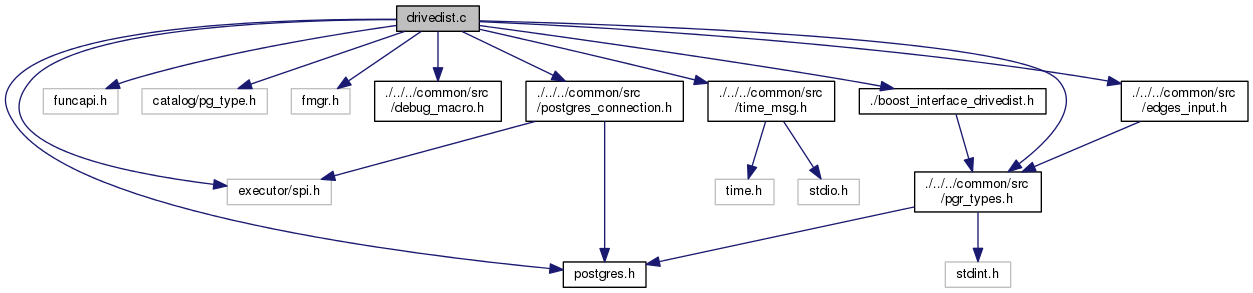 drivedist.c
funcapi.h
catalog/pg_type.h
fmgr.h
./../../common/src
/debug_macro.h
./../../common/src
/postgres_connection.h
./../../common/src
/time_msg.h
./boost_interface_drivedist.h
./../../common/src
/edges_input.h
executor/spi.h
time.h
stdio.h
./../../common/src
/pgr_types.h
postgres.h
stdint.h